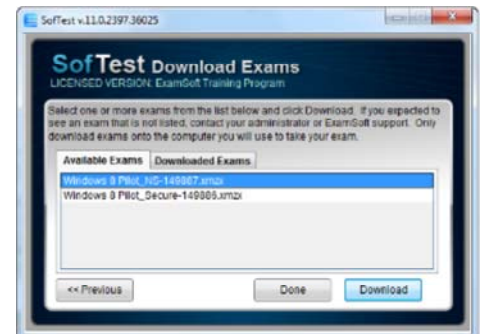 SofTest v.11.0.2397.36025
SofTest Download Exams
LICENSED VERSION: ExamSoft Training Program
Select one or more exams from the list below and click Download. If you expected to
see an exam that is not listed, contact your administrator or ExamSoft support. Only
download exams onto the computer you will use to take your exam.
Available Exams Downloaded Exams
Windows 8 Pilot_NS-149867.xmzx
Windows 8 Pilot_Secure-149886.xmzx
<< Previous Done Download